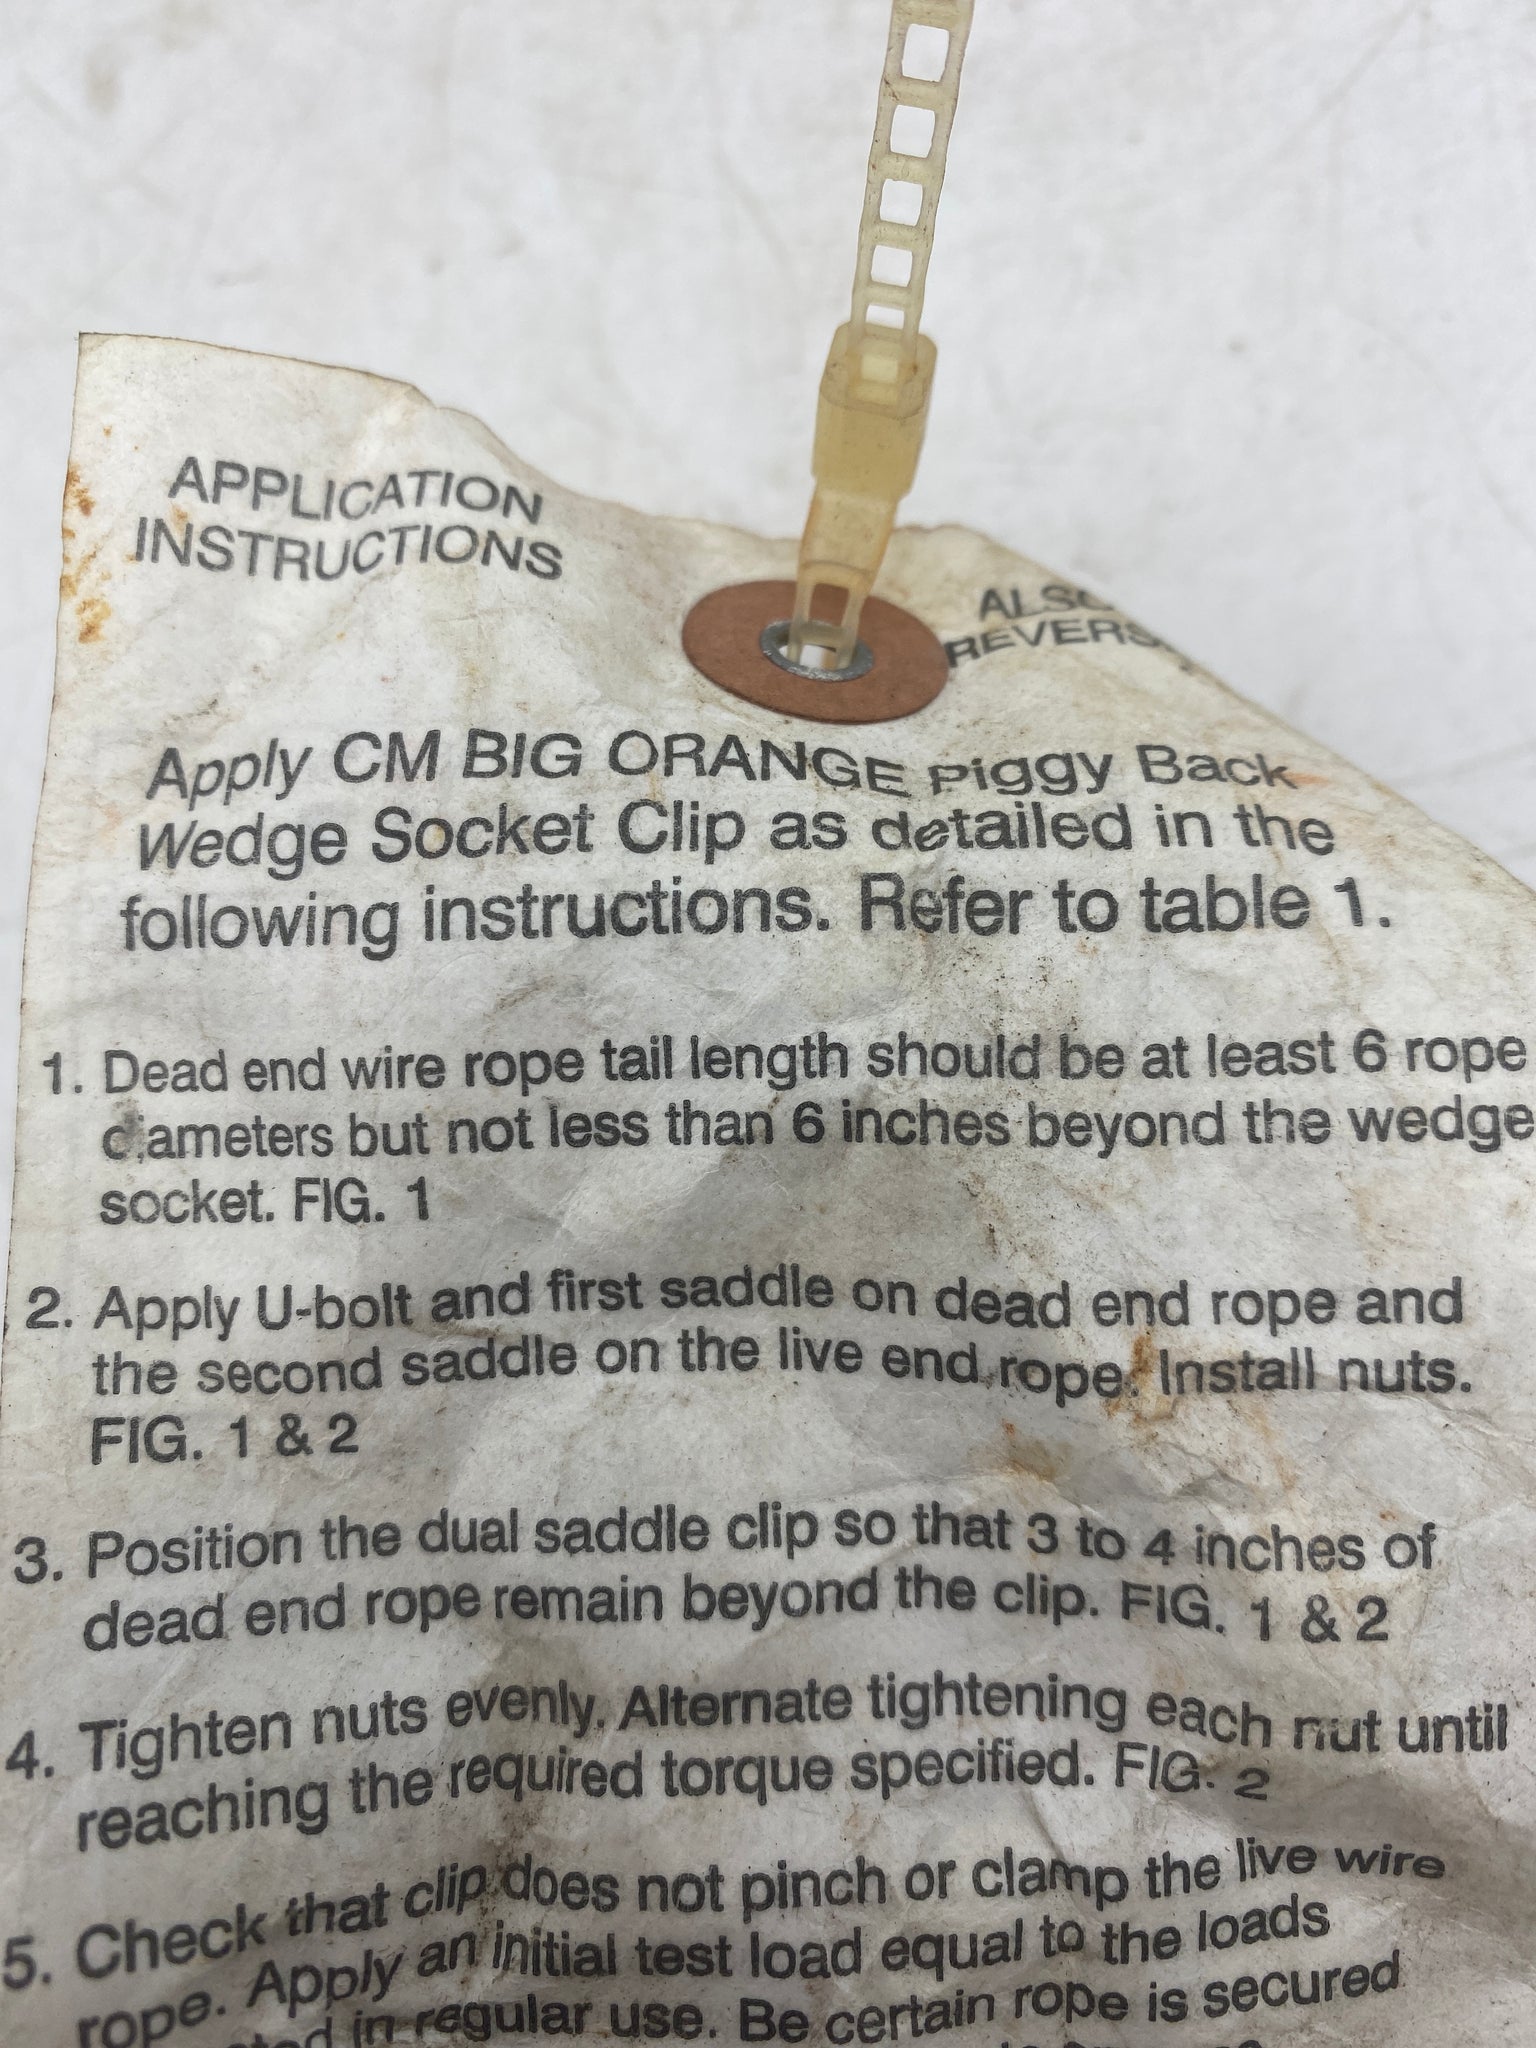 APPLICATION
INSTRUCTIONS
ALSO
Apply CM BIG ORANGE Piggy Back
Wedge Socket Clip as detailed in the
following instructions. Refer to table 1.
1. Dead end wire rope tail length should be at least 6 rope
diameters but not less than 6 inches beyond the wedge
socket. FIG. 1
2. Apply U-bolt and first saddle on dead end rope and
the second saddle on the live end rope. Install nuts.
FIG. 1 & 2
3. Position the dual saddle clip so that 3 to 4 inches of
dead end rope remain beyond the clip. FIG. 1 & 2
4. Tighten nuts evenly. Alternate tightening each nut until
reaching the required torque specified. FIG. 2
5. Check that clip does not pinch or clamp the live wire
rope. Apply an initial test load equal to the loads
in regular use. Be certain rope is secured